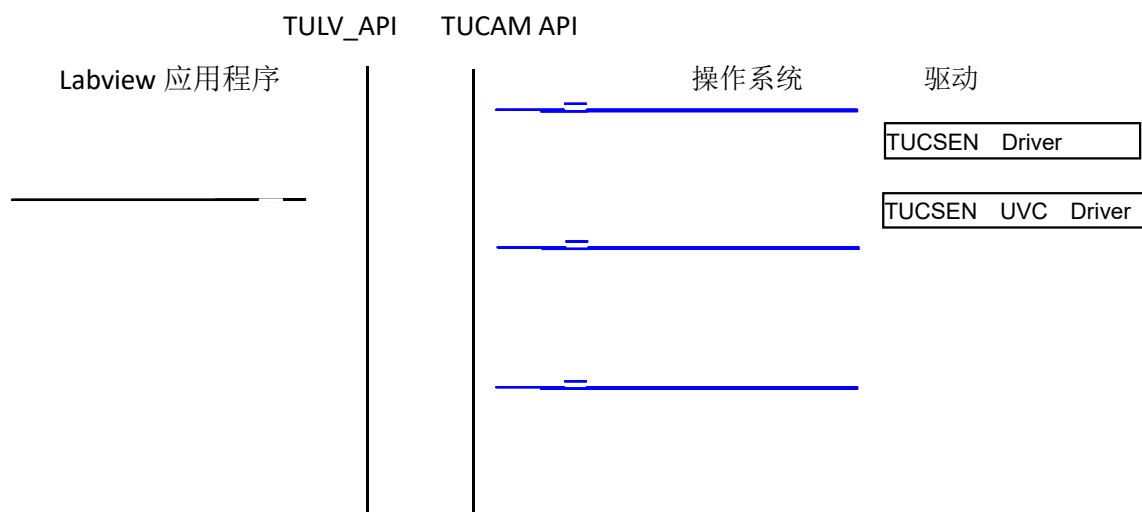 TULV_API TUCAM API
Labview 应用程序 操作系统 驱动
TUCSEN Driver
TUCSEN UVC Driver